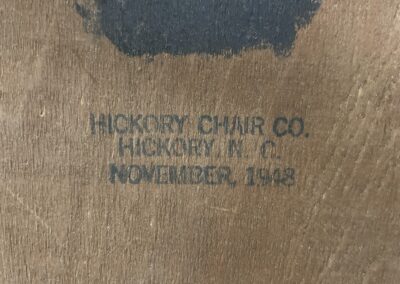 HICKORY CHAIR CO.
HICKORY, N. C.
NOVEMBER, 1948